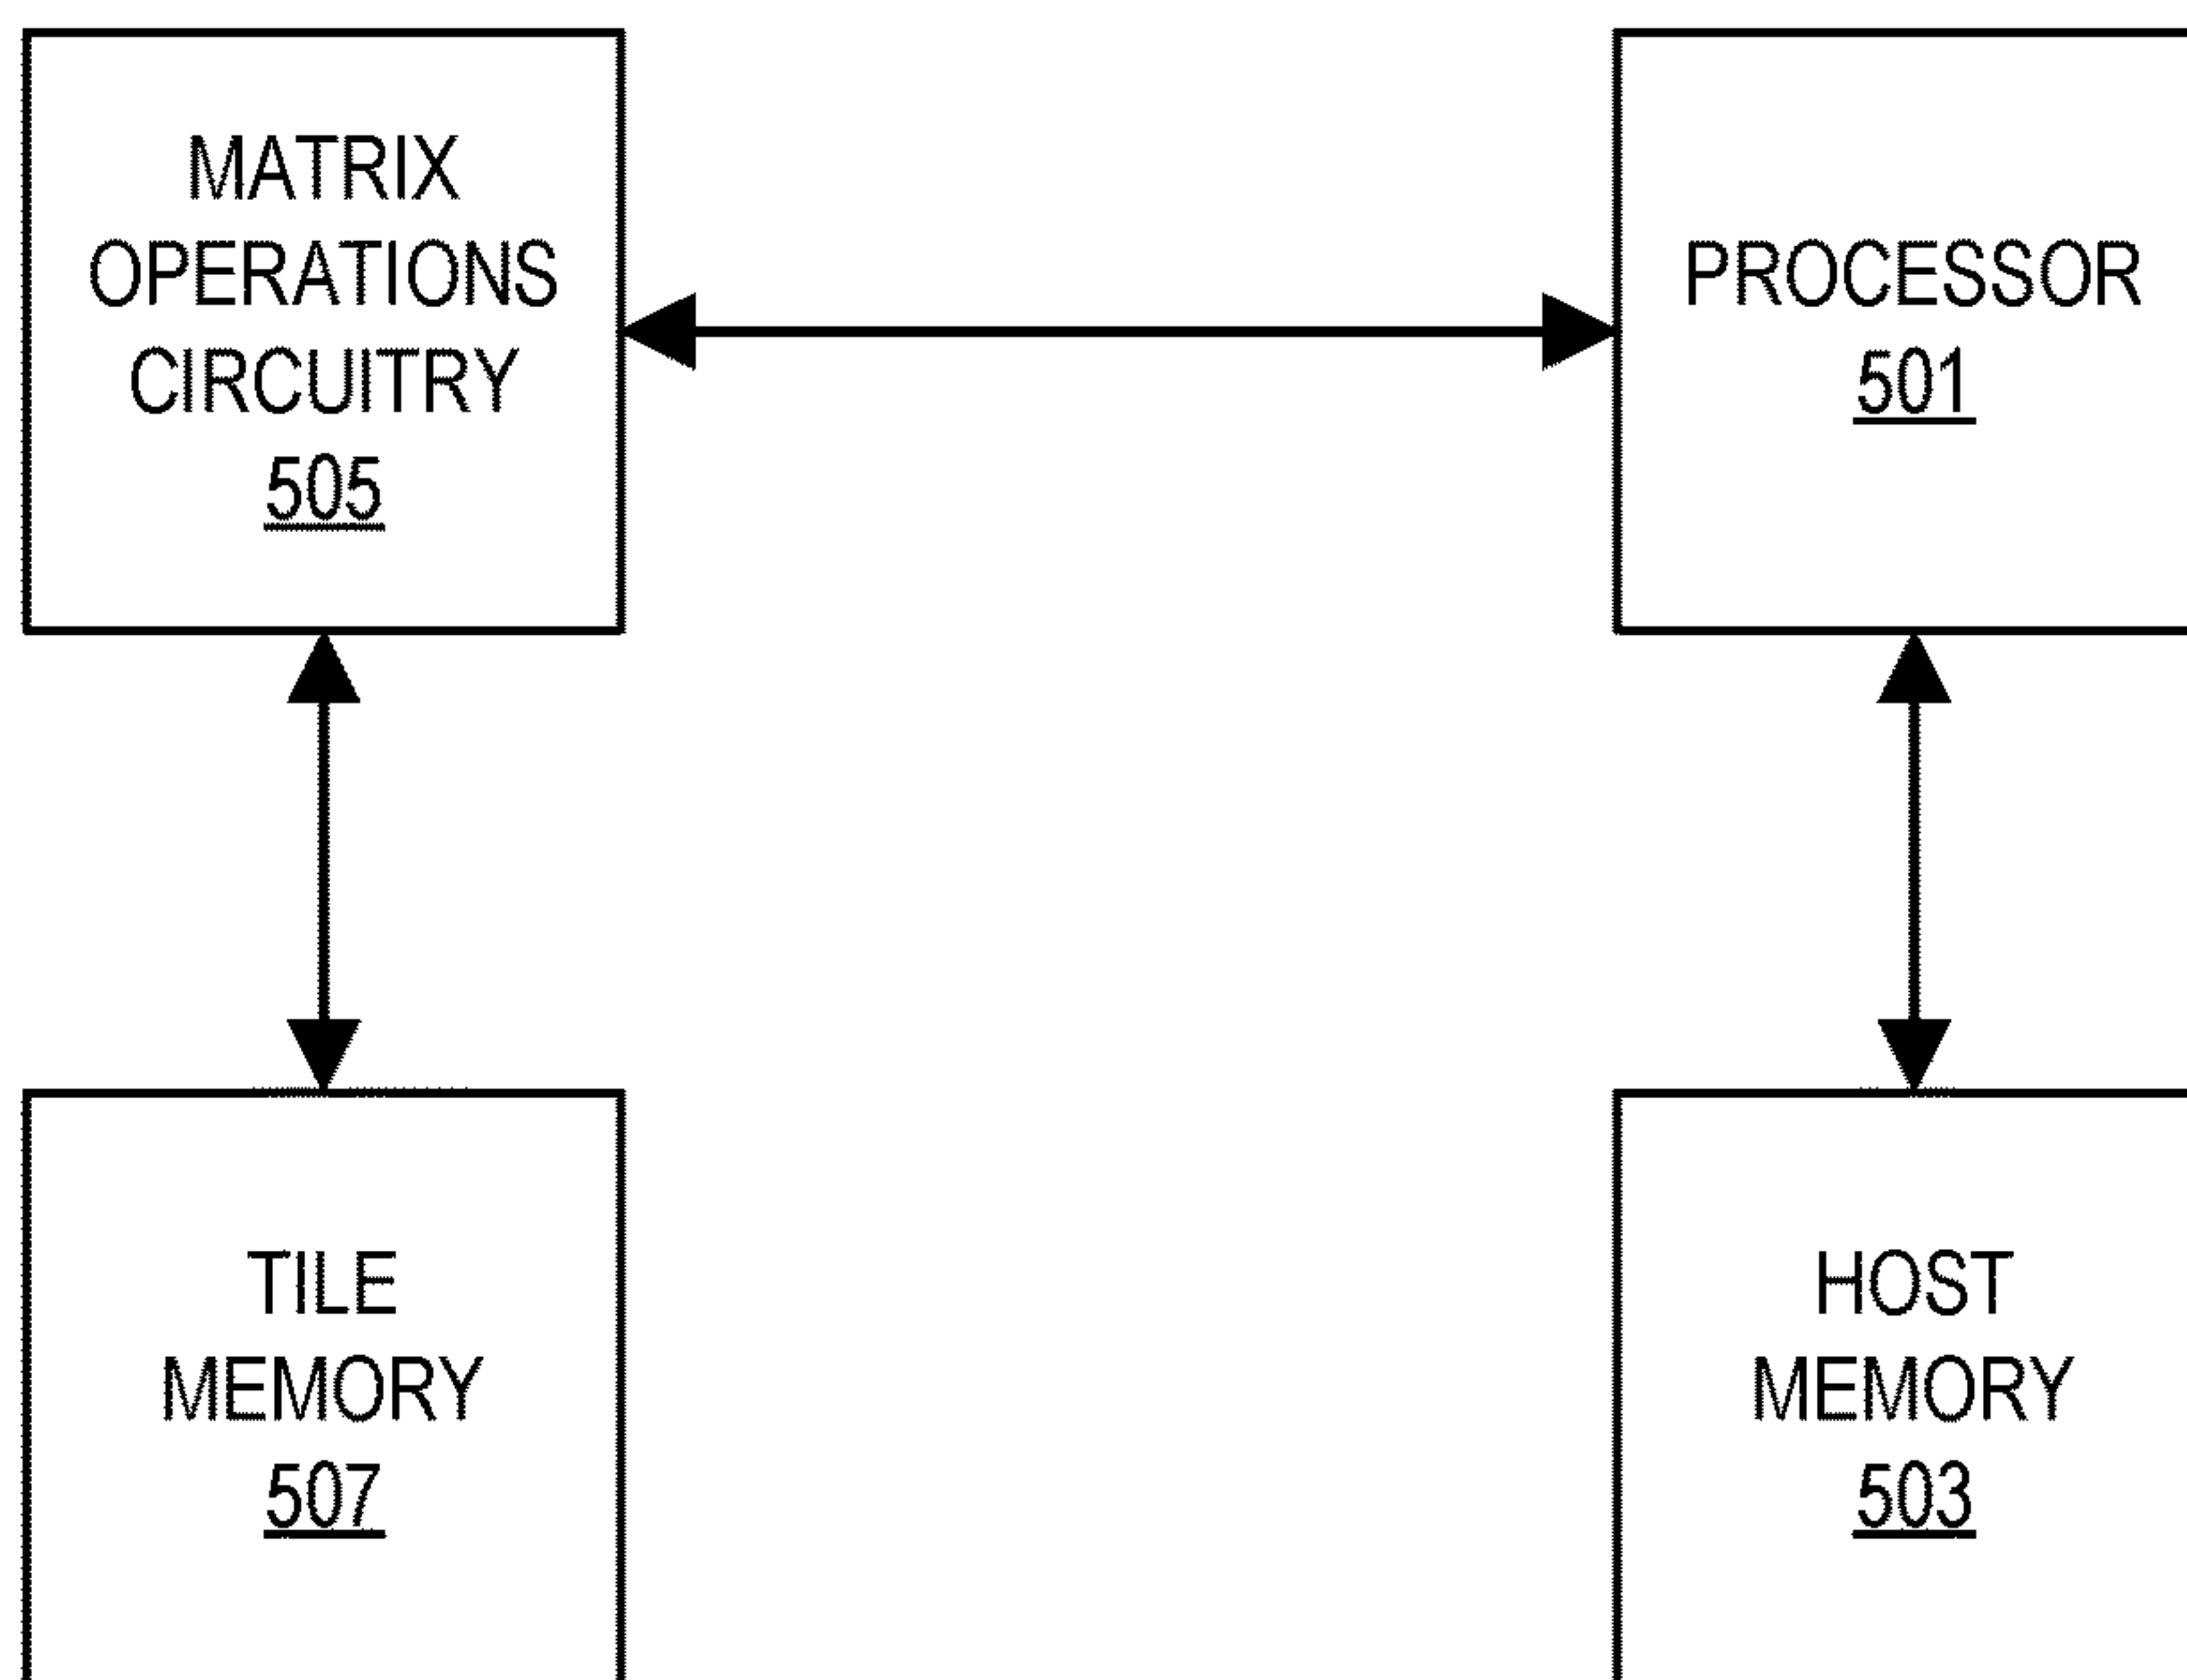 MATRIX
OPERATIONS
CIRCUITRY
505
PROCESSOR
501
TILE
MEMORY
507
HOST
MEMORY
503